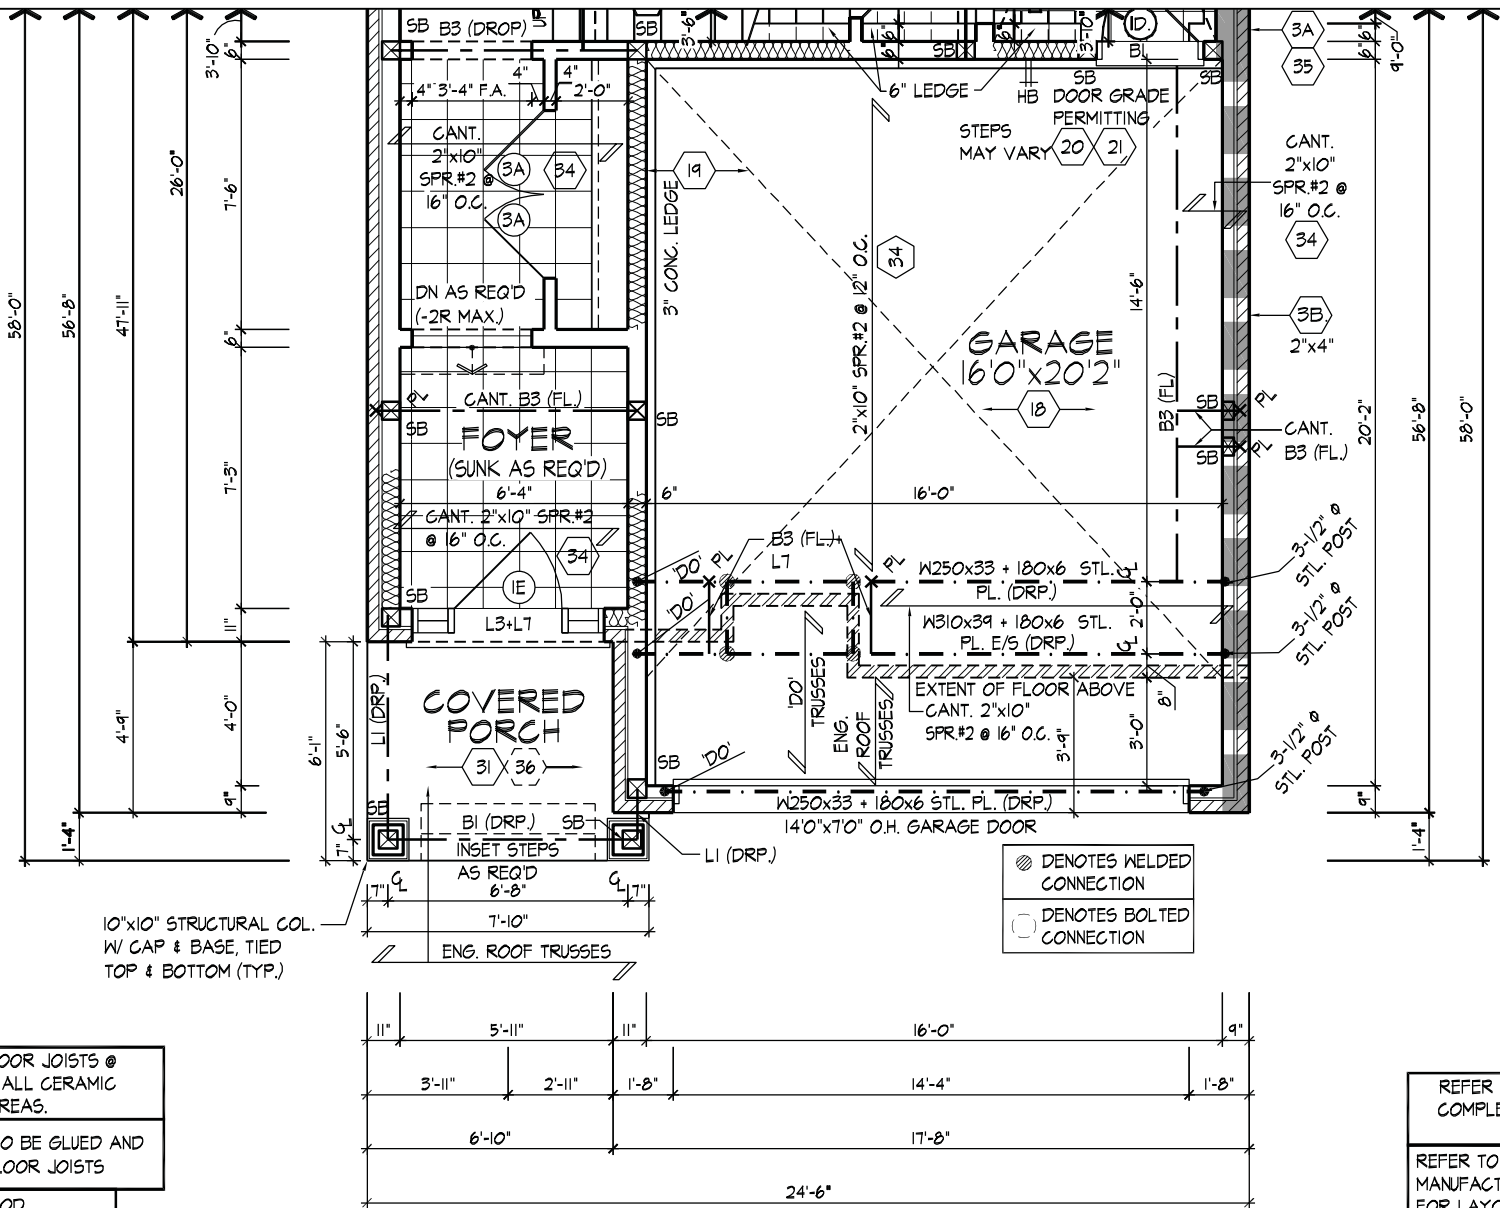 SB B3 (DROP)
SB
3'-6"
6"
6"
SB
6"
3'-0"
1D.
B1
SB
SB
3A
35
6"
6"
9'-0"
3'-10"
6"
4"
4"
4" 3'-4" F.A.
2'-0"
6" LEDGE
HB
DOOR GRADE
PERMITTING
STEPS
MAY VARY
20
21
CANT.
2"x10"
SPR.#2 @
16" O.C.
3A
34
3A
19
3" CONC. LEDGE
2"x10" SPR.#2 @ 12" O.C.
34
CANT.
2"x10"
SPR.#2 @
16" O.C.
34
26'-0"
7'-6"
58'-0"
56'-8"
47'-11"
6"
DN AS REQ'D
(-2R MAX.)
14'-6"
3B.
2"x4"
GARAGE
16'0"x20'2"
18
B3 (FL)
PL
CANT. B3 (FL.)
SB
SB
FOYER
(SUNK AS REQ'D)
SB
PL
SB
PL
CANT.
B3 (FL.)
20'-2"
56'-8"
58'-0"
7'-3"
6'-4"
6"
16'-0"
CANT. 2"x10" SPR.#2
@ 16" O.C.
34
1E
SB
L3+L7
11"
B3 (FL.)+
L7
'DO'
PL
PL
'DO'
W250x33 + 180x6 STL.
PL. (DRP.)
CL
2'-0"
W310x39 + 180x6 STL.
PL. E/S (DRP.)
CL
3-1/2" Φ
STL. POST
3-1/2" Φ
STL. POST
3-1/2" Φ
STL. POST
EXTENT OF FLOOR ABOVE
CANT. 2"x10"
SPR.#2 @ 16" O.C.
8"
3'-0"
3'-9"
'DO'
TRUSSES
ENG.
ROOF
TRUSSES
COVERED
PORCH
31
36
L1 (DRP.)
4'-9"
4'-0"
6'-1"
5'-6"
9"
SB
'DO'
W250x33 + 180x6 STL. PL. (DRP.)
14'0"x7'0" O.H. GARAGE DOOR
9"
1'-4"
1'-4"
CL
7"
SB
B1 (DRP.)
SB
INSET STEPS
AS REQ'D
L1 (DRP.)
CL
CL
7"
6'-8"
7"
7'-10"
ENG. ROOF TRUSSES
10"x10" STRUCTURAL COL.
W/ CAP & BASE, TIED
TOP & BOTTOM (TYP.)
DENOTES WELDED
CONNECTION
DENOTES BOLTED
CONNECTION
11"
5'-11"
11"
16'-0"
9"
3'-11"
2'-11"
1'-8"
14'-4"
1'-8"
6'-10"
17'-8"
24'-6"
OOR JOISTS @
ALL CERAMIC
REAS.
O BE GLUED AND
LOOR JOISTS
REFER
COMPLE
REFER TO
MANUFACT